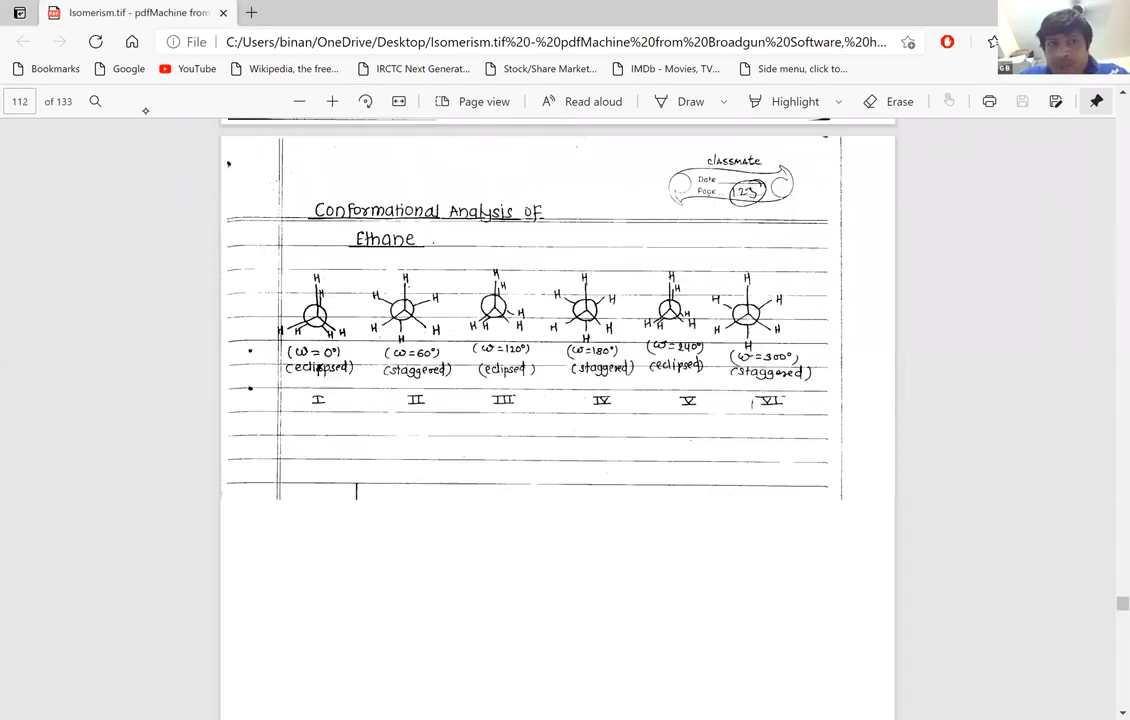 Isomerism.tif - pdfMachine from
File C:/Users/binan/OneDrive/Desktop/Isomerism.tif%20-%20pdfMachine%20from%20Broadgun%20Software,%20h...
Bookmarks Google YouTube Wikipedia, the free... IRCTC Next Generat... Stock/Share Market... IMDb - Movies, TV... Side menu, click to...
112 of 133 Page view Read aloud Draw Highlight Erase
GB
classmate
Date
Page 123
Conformational Analysis of
Ethane
H H H H H H
H H H H H H H H H
H H H H H H H H H H H H H H H
H H H
(ω = 0°) (ω = 60°) (ω = 120°) (ω = 180°) (ω = 240°) (ω = 300°)
(eclipsed) (staggered) (eclipsed) (staggered) (eclipsed) (staggered)
I II III IV V VI